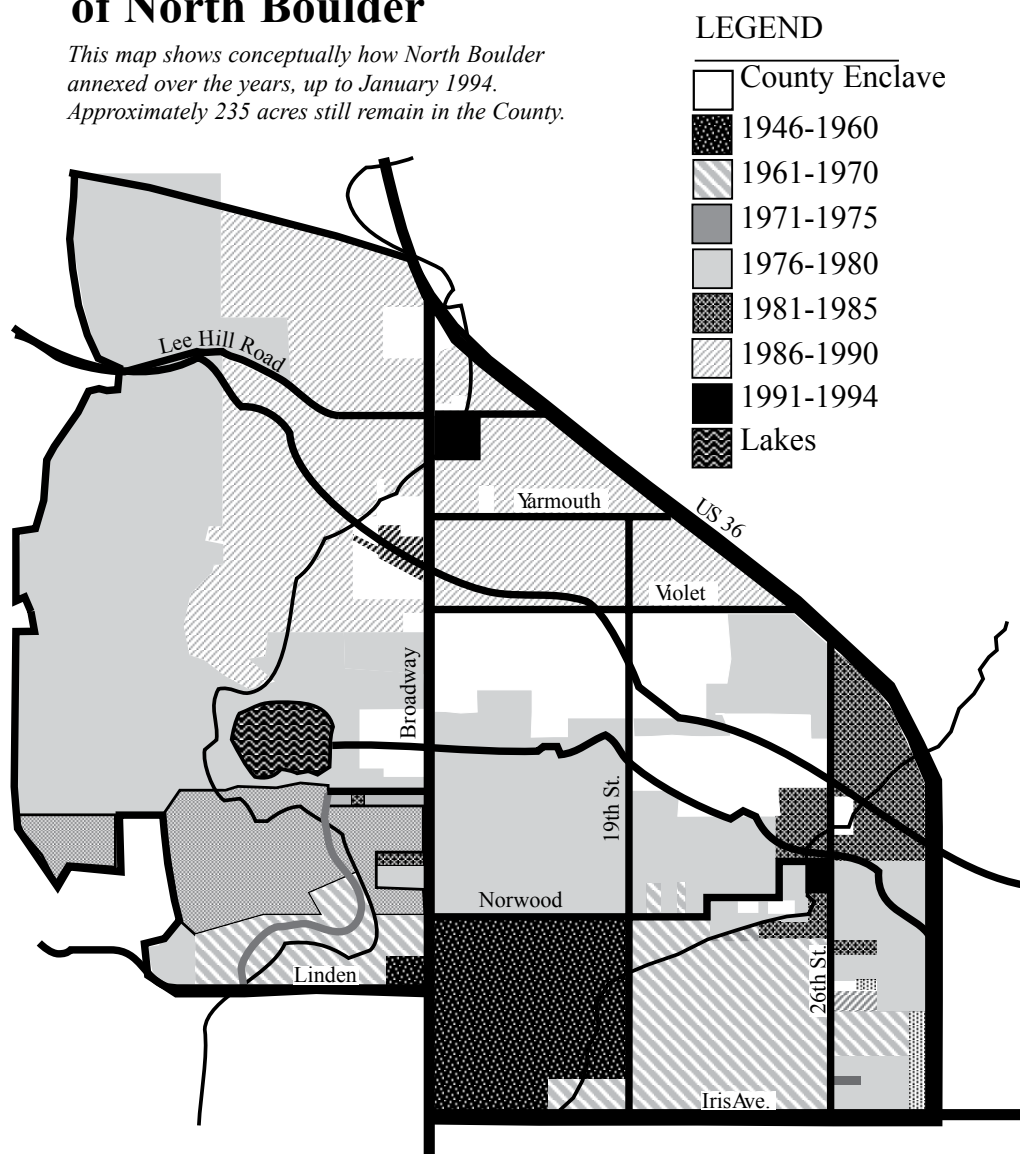 of North Boulder
This map shows conceptually how North Boulder
annexed over the years, up to January 1994.
Approximately 235 acres still remain in the County.
LEGEND
County Enclave
1946-1960
1961-1970
1971-1975
1976-1980
1981-1985
1986-1990
1991-1994
Lakes
Lee Hill Road
Yarmouth
US 36
Violet
Broadway
19th St.
Norwood
26th St.
Linden
Iris Ave.